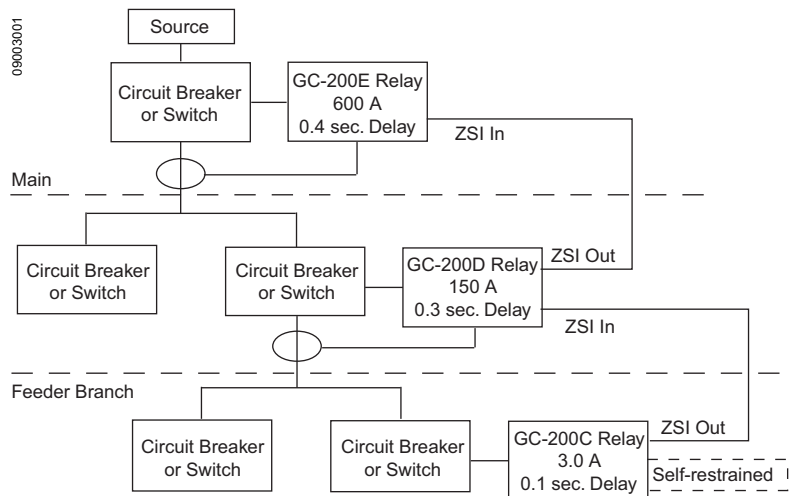 09003001
Source
Circuit Breaker
or Switch
GC-200E Relay
600 A
0.4 sec. Delay
ZSI In
Main
Circuit Breaker
or Switch
Circuit Breaker
or Switch
GC-200D Relay
150 A
0.3 sec. Delay
ZSI Out
ZSI In
Feeder Branch
Circuit Breaker
or Switch
Circuit Breaker
or Switch
GC-200C Relay
3.0 A
0.1 sec. Delay
ZSI Out
Self-restrained